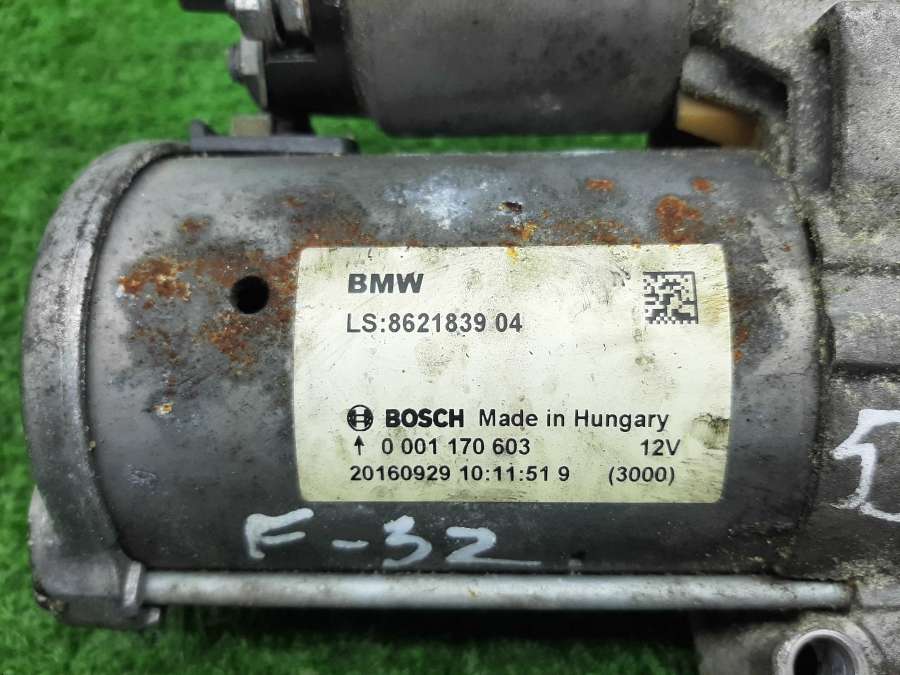 BMW
LS:8621839 04
BOSCH Made in Hungary
0 001 170 603 12V
20160929 10:11:51 9 (3000)
F-32